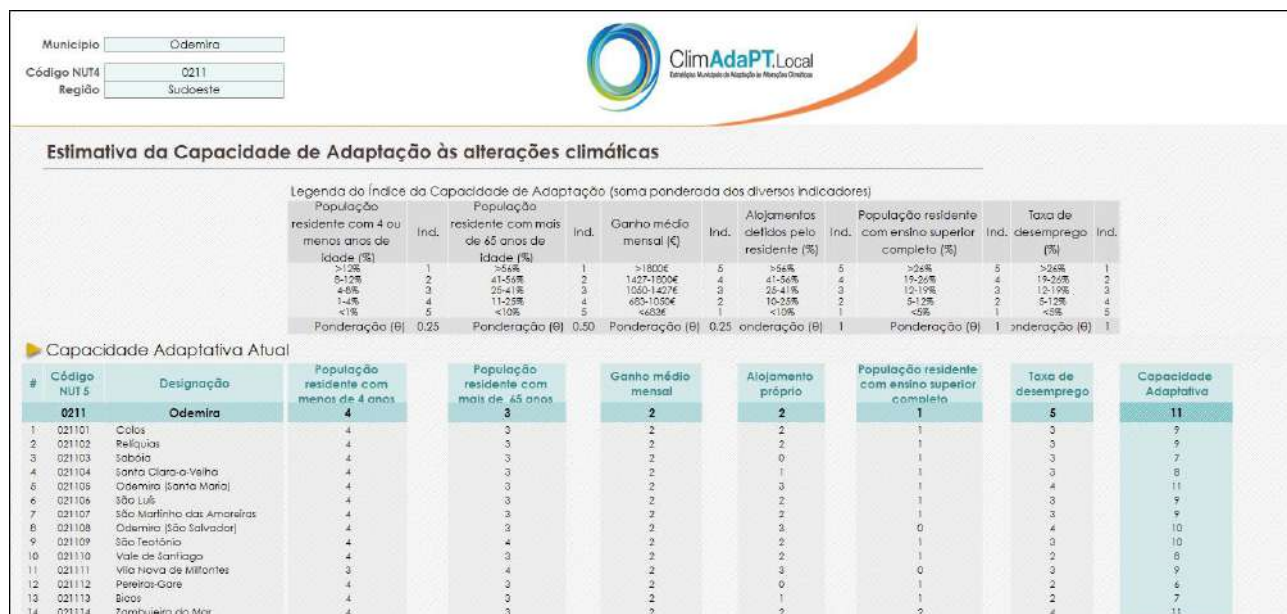 Município Odemira
Código NUT4 0211
Região Sudoeste
ClimAdaPT.Local
Estratégias Municipais de Adaptação às Alterações Climáticas
Estimativa da Capacidade de Adaptação às alterações climáticas
Legenda do Índice da Capacidade de Adaptação (soma ponderada dos diversos indicadores)
População residente com 4 ou menos anos de idade (%) Ind. População residente com mais de 65 anos de idade (%) Ind. Ganho médio mensal (€) Ind. Alojamentos detidos pelo residente (%) Ind. População residente com ensino superior completo (%) Ind. Taxa de desemprego (%) Ind.
>12% 1 >56% 1 >1800€ 5 >56% 5 >26% 5 >26% 1
8-12% 2 41-56% 2 1427-1800€ 4 41-56% 4 19-26% 4 19-26% 2
4-8% 3 25-41% 3 1050-1427€ 3 25-41% 3 12-19% 3 12-19% 3
1-4% 4 11-25% 4 683-1050€ 2 10-25% 2 5-12% 2 5-12% 4
<1% 5 <10% 5 <683€ 1 <10% 1 <5% 1 <5% 5
Ponderação (θ) 0.25 Ponderação (θ) 0.50 Ponderação (θ) 0.25 onderação (θ) 1 Ponderação (θ) 1 onderação (θ) 1
Capacidade Adaptativa Atual
# Código NUT 5 Designação População residente com menos de 4 anos População residente com mais de 65 anos Ganho médio mensal Alojamento próprio População residente com ensino superior completo Taxa de desemprego Capacidade Adaptativa
0211 Odemira 4 3 2 2 1 5 11
1 021101 Colos 4 3 2 2 1 3 9
2 021102 Relíquias 4 3 2 2 1 3 9
3 021103 Sabóia 4 3 2 0 1 3 7
4 021104 Santa Clara-a-Velha 4 3 2 1 1 3 8
5 021105 Odemira (Santa Maria) 4 3 2 3 1 4 11
6 021106 São Luís 4 3 2 2 1 3 9
7 021107 São Martinho das Amoreiras 4 3 2 2 1 3 9
8 021108 Odemira (São Salvador) 4 3 2 3 0 4 10
9 021109 São Teotónio 4 4 2 2 1 3 10
10 021110 Vale de Santiago 4 3 2 2 1 2 8
11 021111 Vila Nova de Milfontes 3 4 2 3 0 3 9
12 021112 Pereiras-Gare 4 3 2 0 1 2 6
13 021113 Bicos 4 3 2 1 1 2 7
14 021114 Zambujeira do Mar 4 3 2 2 2 4 11